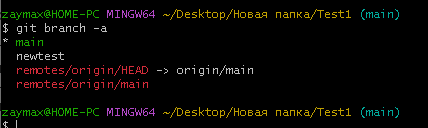 zaymax@HOME-PC MINGW64 ~/Desktop/Новая папка/Test1 (main)
$ git branch -a
* main
  newtest
  remotes/origin/HEAD -> origin/main
  remotes/origin/main
zaymax@HOME-PC MINGW64 ~/Desktop/Новая папка/Test1 (main)
$